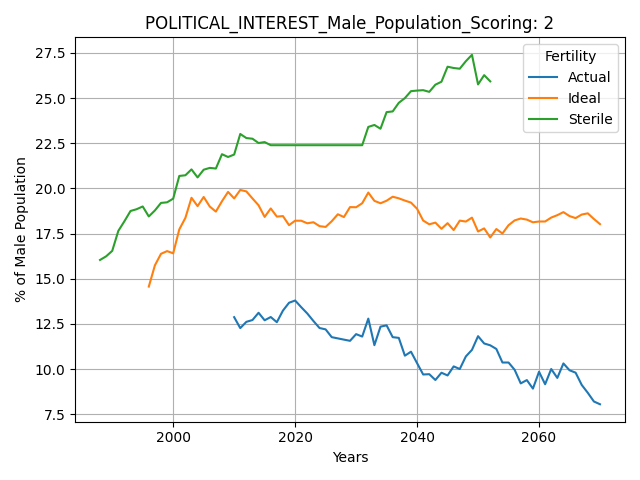 POLITICAL_INTEREST_Male_Population_Scoring: 2
Fertility
Actual
Ideal
Sterile
% of Male Population
27.5
25.0
22.5
20.0
17.5
15.0
12.5
10.0
7.5
2000 2020 2040 2060
Years